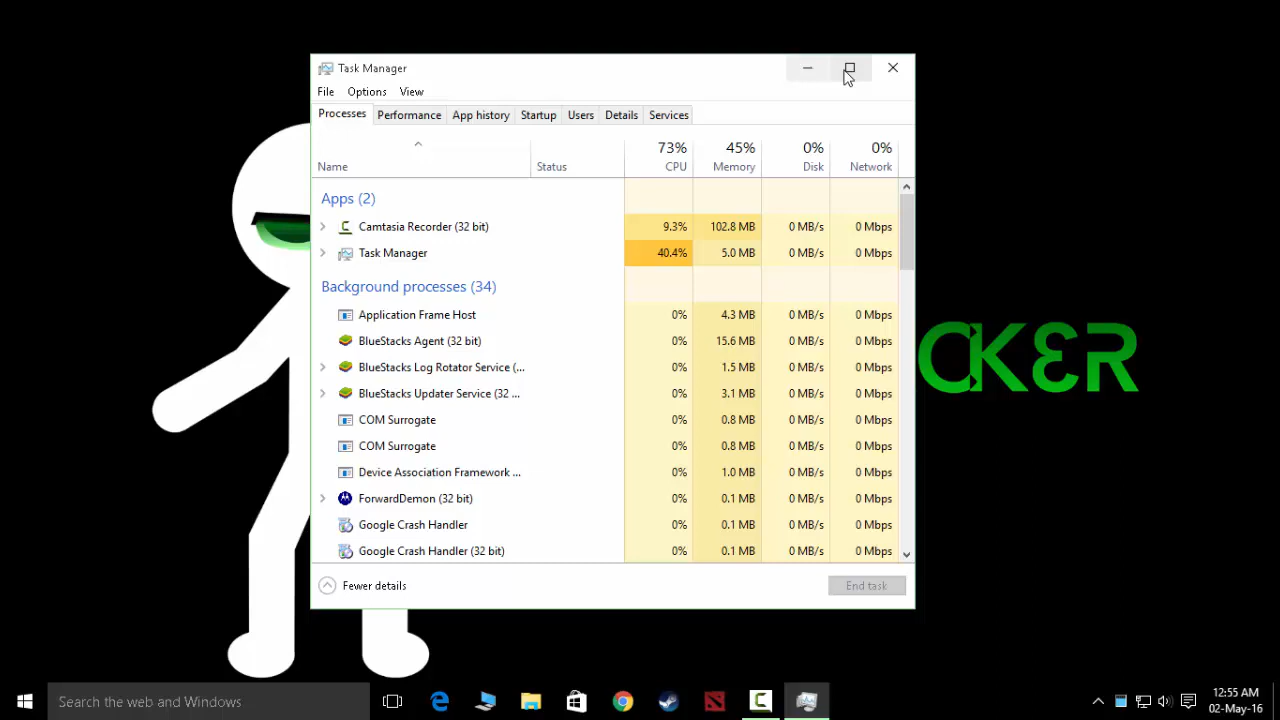 Task Manager
File Options View
Processes Performance App history Startup Users Details Services
73% 45% 0% 0%
Name Status CPU Memory Disk Network
Apps (2)
Camtasia Recorder (32 bit) 9.3% 102.8 MB 0 MB/s 0 Mbps
Task Manager 40.4% 5.0 MB 0 MB/s 0 Mbps
Background processes (34)
Application Frame Host 0% 4.3 MB 0 MB/s 0 Mbps
BlueStacks Agent (32 bit) 0% 15.6 MB 0 MB/s 0 Mbps
BlueStacks Log Rotator Service (... 0% 1.5 MB 0 MB/s 0 Mbps
BlueStacks Updater Service (32 ... 0% 3.1 MB 0 MB/s 0 Mbps
COM Surrogate 0% 0.8 MB 0 MB/s 0 Mbps
COM Surrogate 0% 0.8 MB 0 MB/s 0 Mbps
Device Association Framework ... 0% 1.0 MB 0 MB/s 0 Mbps
ForwardDemon (32 bit) 0% 0.1 MB 0 MB/s 0 Mbps
Google Crash Handler 0% 0.1 MB 0 MB/s 0 Mbps
Google Crash Handler (32 bit) 0% 0.1 MB 0 MB/s 0 Mbps
Fewer details End task
CKER
Search the web and Windows
12:55 AM
02-May-16